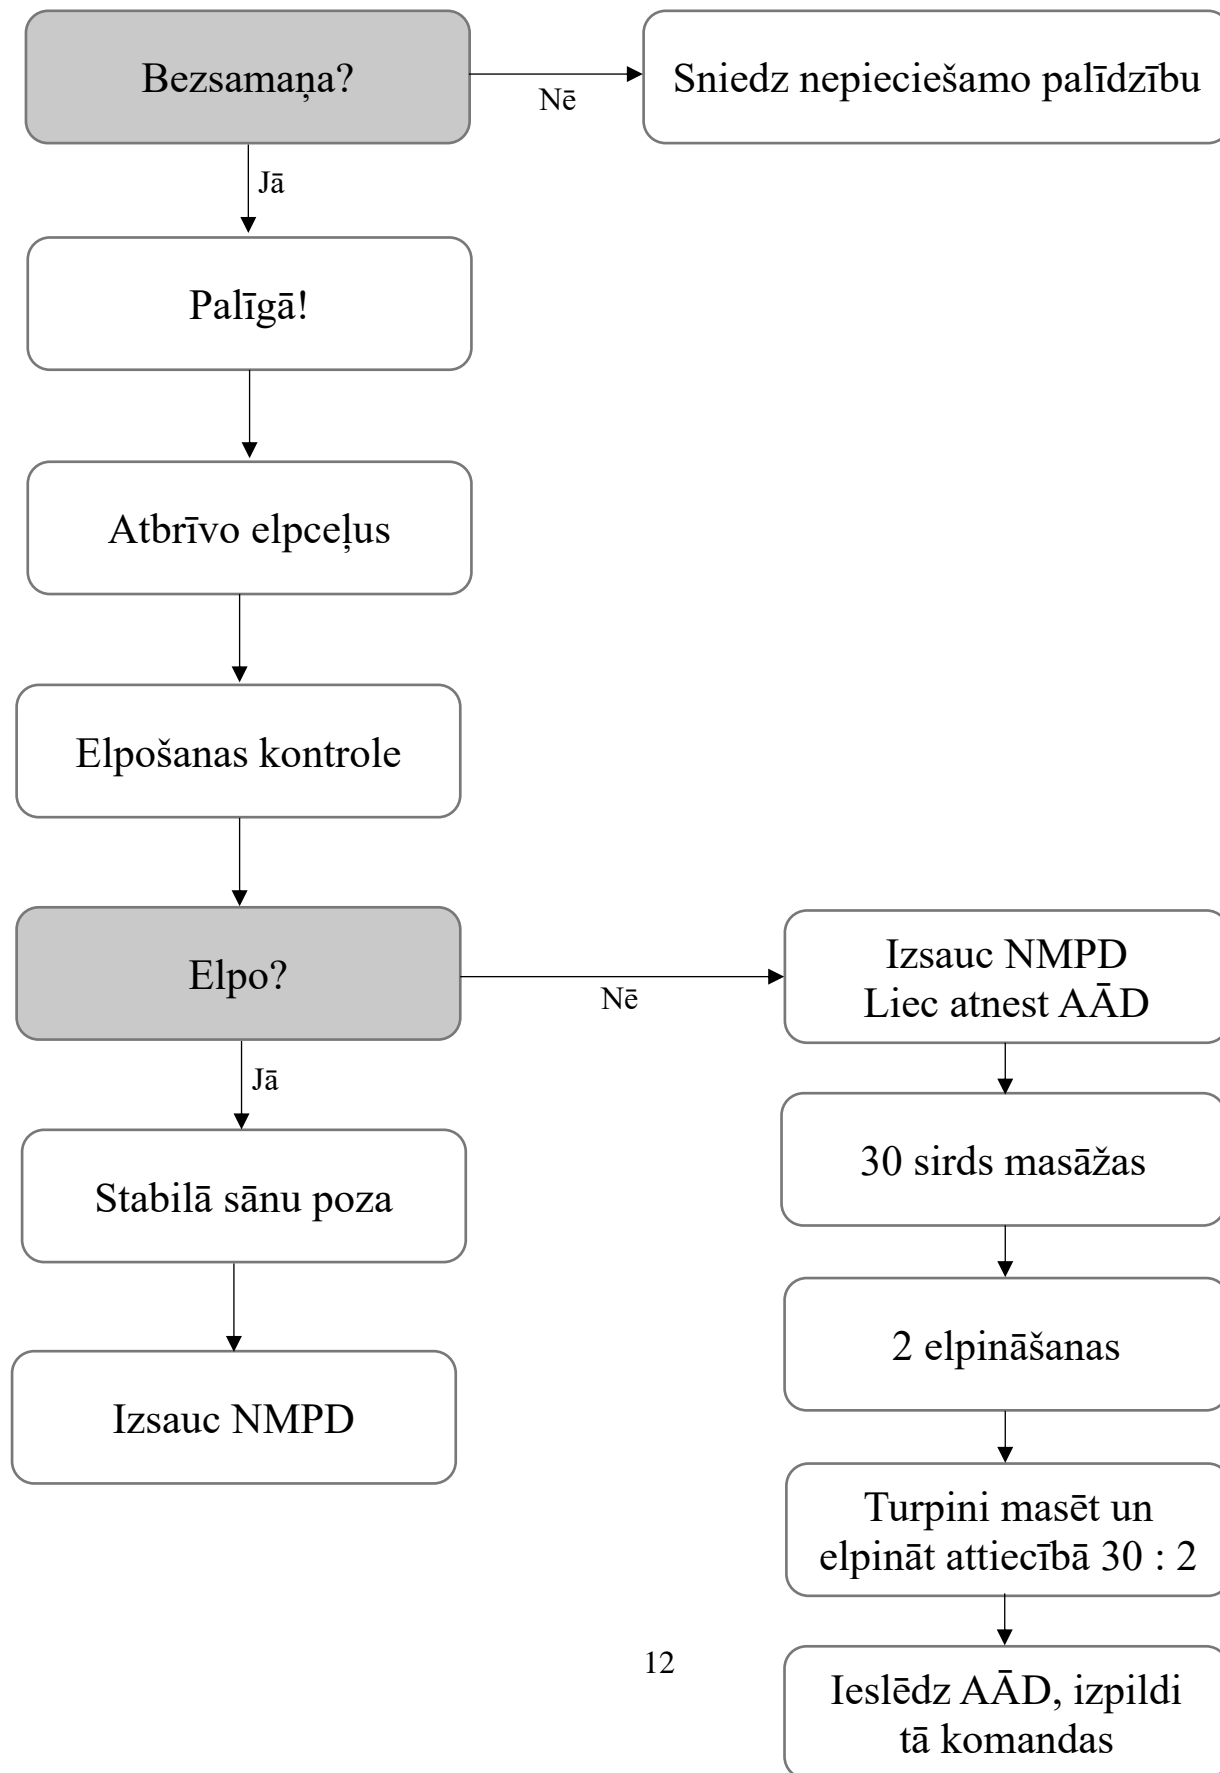 Bezsamaņa?
Nē
Sniedz nepieciešamo palīdzību
Jā
Palīgā!
Atbrīvo elpceļus
Elpošanas kontrole
Elpo?
Nē
Izsauc NMPD
Liec atnest AĀD
Jā
30 sirds masāžas
Stabilā sānu poza
2 elpināšanas
Izsauc NMPD
Turpini masēt un
elpināt attiecībā 30 : 2
12
Ieslēdz AĀD, izpildi
tā komandas